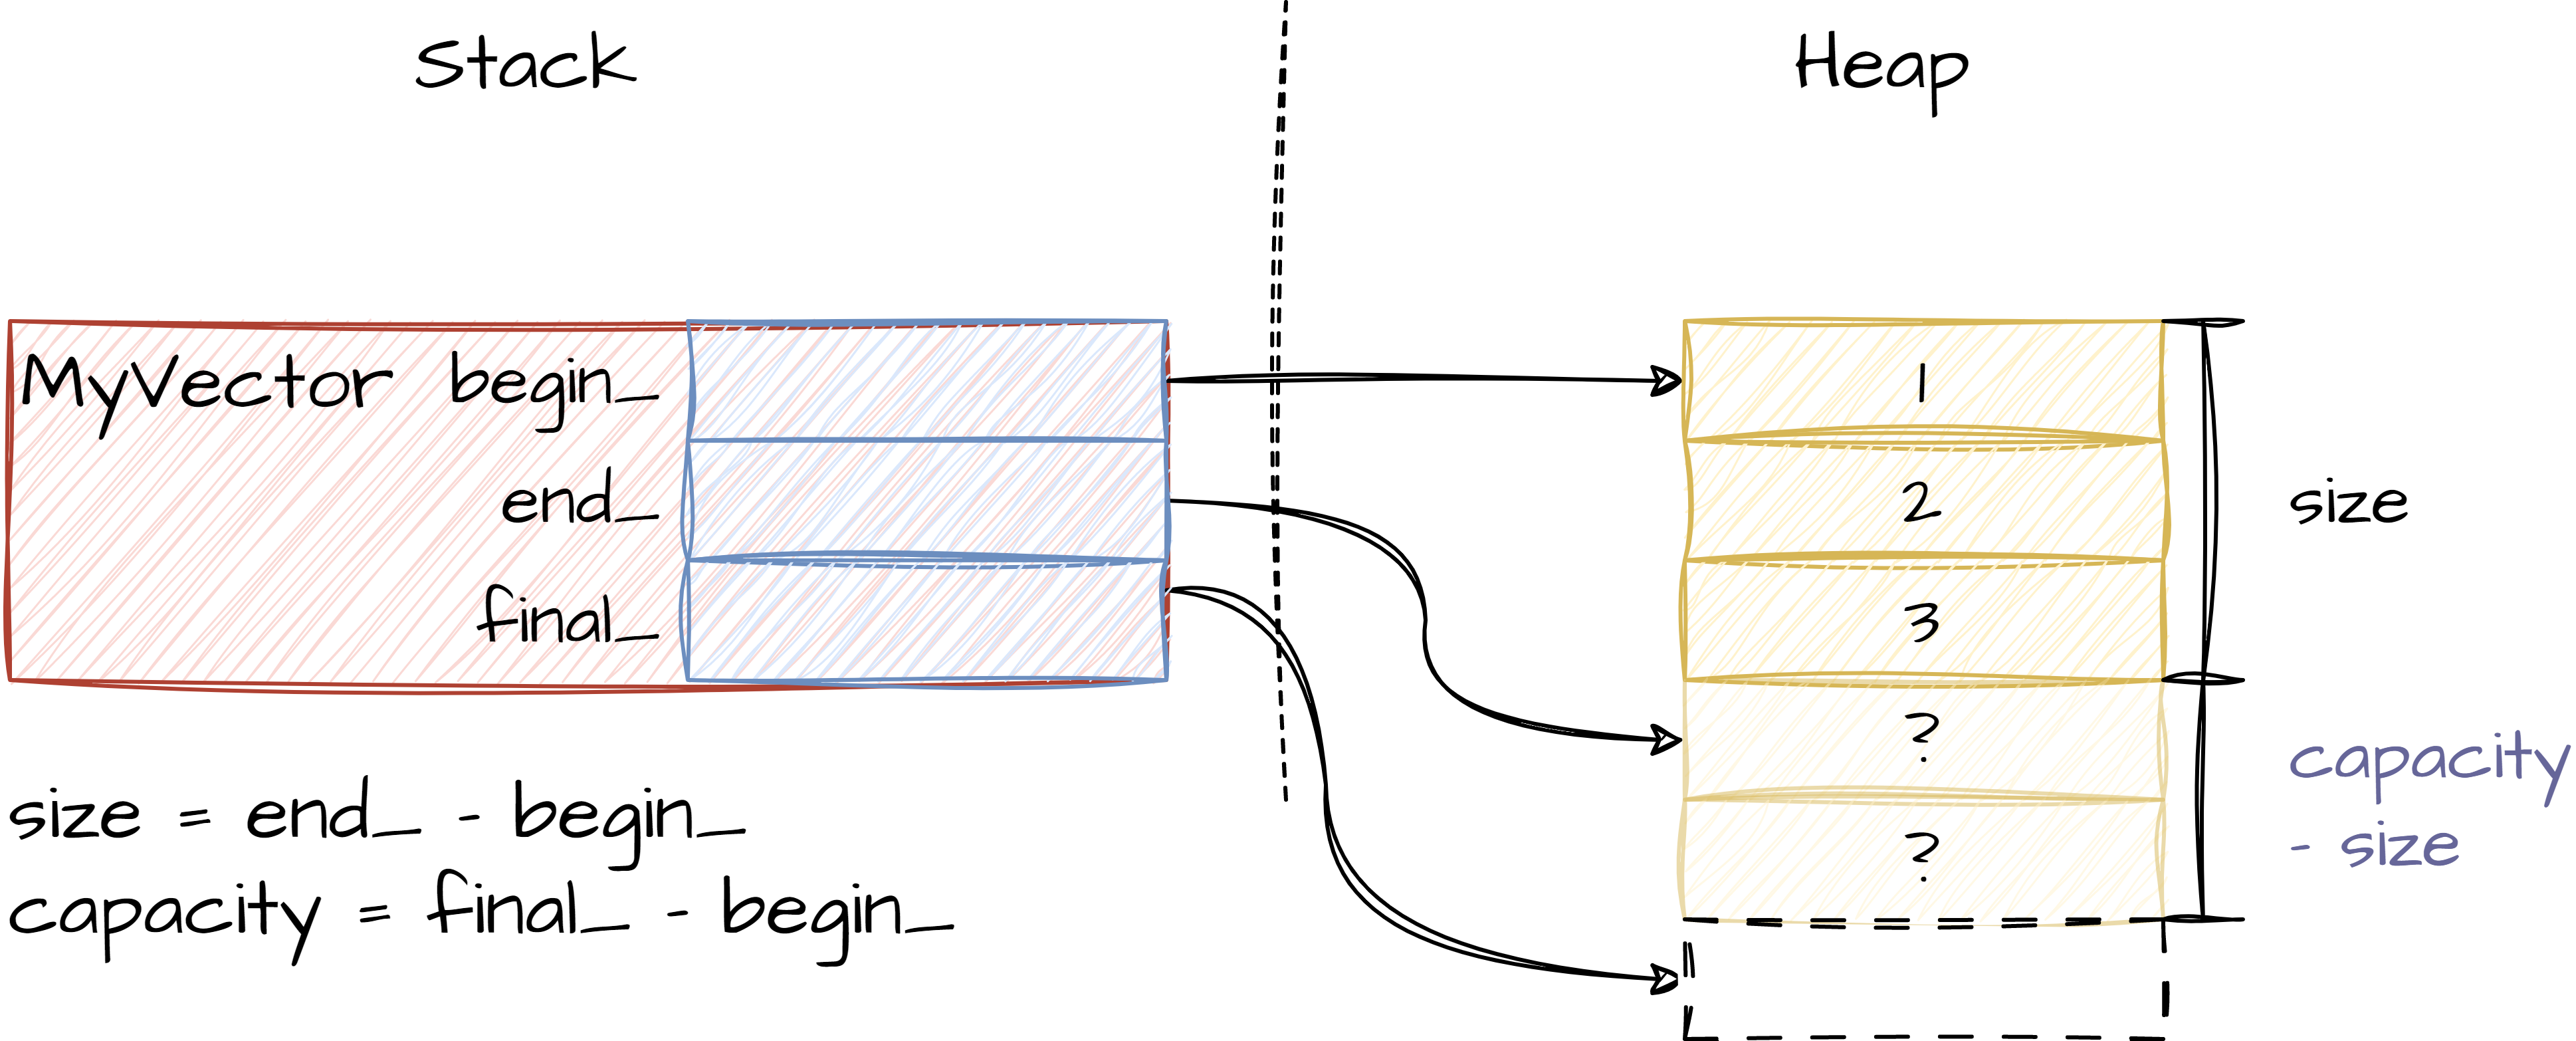 Stack
Heap
MyVector begin_
end_
final_
1
2
3
?
?
size
capacity
- size
size = end_ - begin_
capacity = final_ - begin_